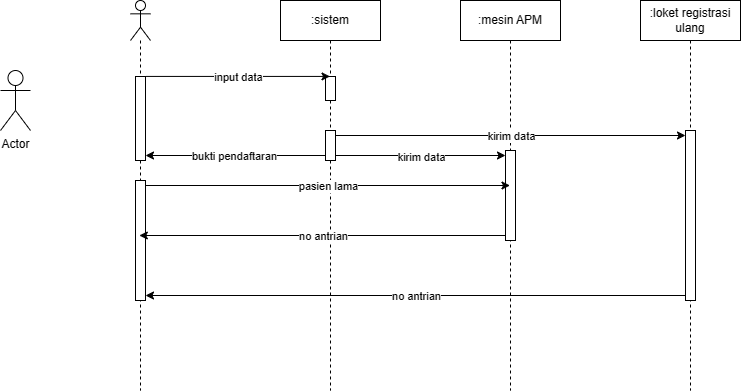 :sistem
:mesin APM
:loket registrasi
ulang
input data
Actor
kirim data
bukti pendaftaran
kirim data
pasien lama
no antrian
no antrian